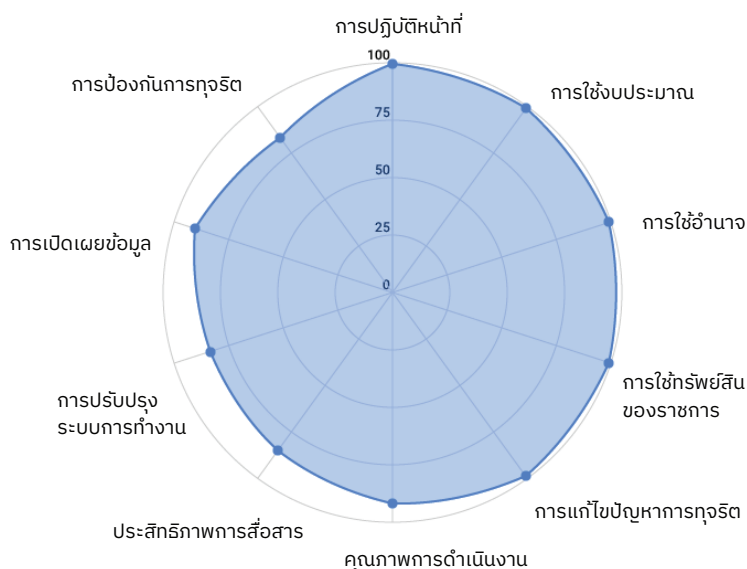 การปฏิบัติหน้าที่
100
การป้องกันการทุจริต
การใช้งบประมาณ
75
50
การใช้อำนาจ
25
การเปิดเผยข้อมูล
0
การใช้ทรัพย์สิน
ของราชการ
การปรับปรุง
ระบบการทำงาน
การแก้ไขปัญหาการทุจริต
ประสิทธิภาพการสื่อสาร
คุณภาพการดำเนินงาน